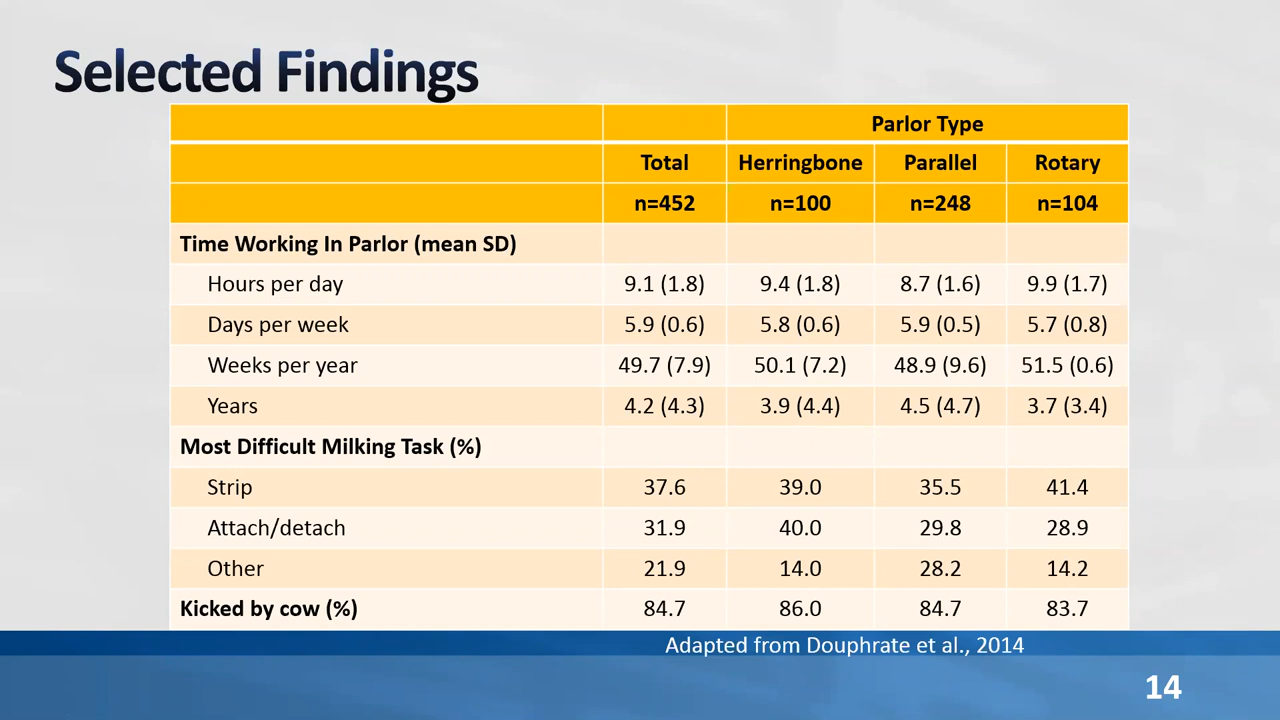 Selected Findings
Parlor Type
Total Herringbone Parallel Rotary
n=452 n=100 n=248 n=104
Time Working In Parlor (mean SD)
Hours per day 9.1 (1.8) 9.4 (1.8) 8.7 (1.6) 9.9 (1.7)
Days per week 5.9 (0.6) 5.8 (0.6) 5.9 (0.5) 5.7 (0.8)
Weeks per year 49.7 (7.9) 50.1 (7.2) 48.9 (9.6) 51.5 (0.6)
Years 4.2 (4.3) 3.9 (4.4) 4.5 (4.7) 3.7 (3.4)
Most Difficult Milking Task (%)
Strip 37.6 39.0 35.5 41.4
Attach/detach 31.9 40.0 29.8 28.9
Other 21.9 14.0 28.2 14.2
Kicked by cow (%) 84.7 86.0 84.7 83.7
Adapted from Douphrate et al., 2014
14